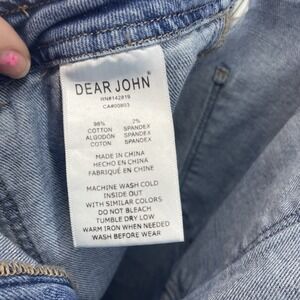 DEAR JOHN®
RN#142819
CA#00803
98% 2%
COTTON SPANDEX
ALGODÓN SPANDEX
COTON SPANDEX
MADE IN CHINA
HECHO EN CHINA
FABRIQUÉ EN CHINE
MACHINE WASH COLD
INSIDE OUT
WITH SIMILAR COLORS
DO NOT BLEACH
TUMBLE DRY LOW
WARM IRON WHEN NEEDED
WASH BEFORE WEAR